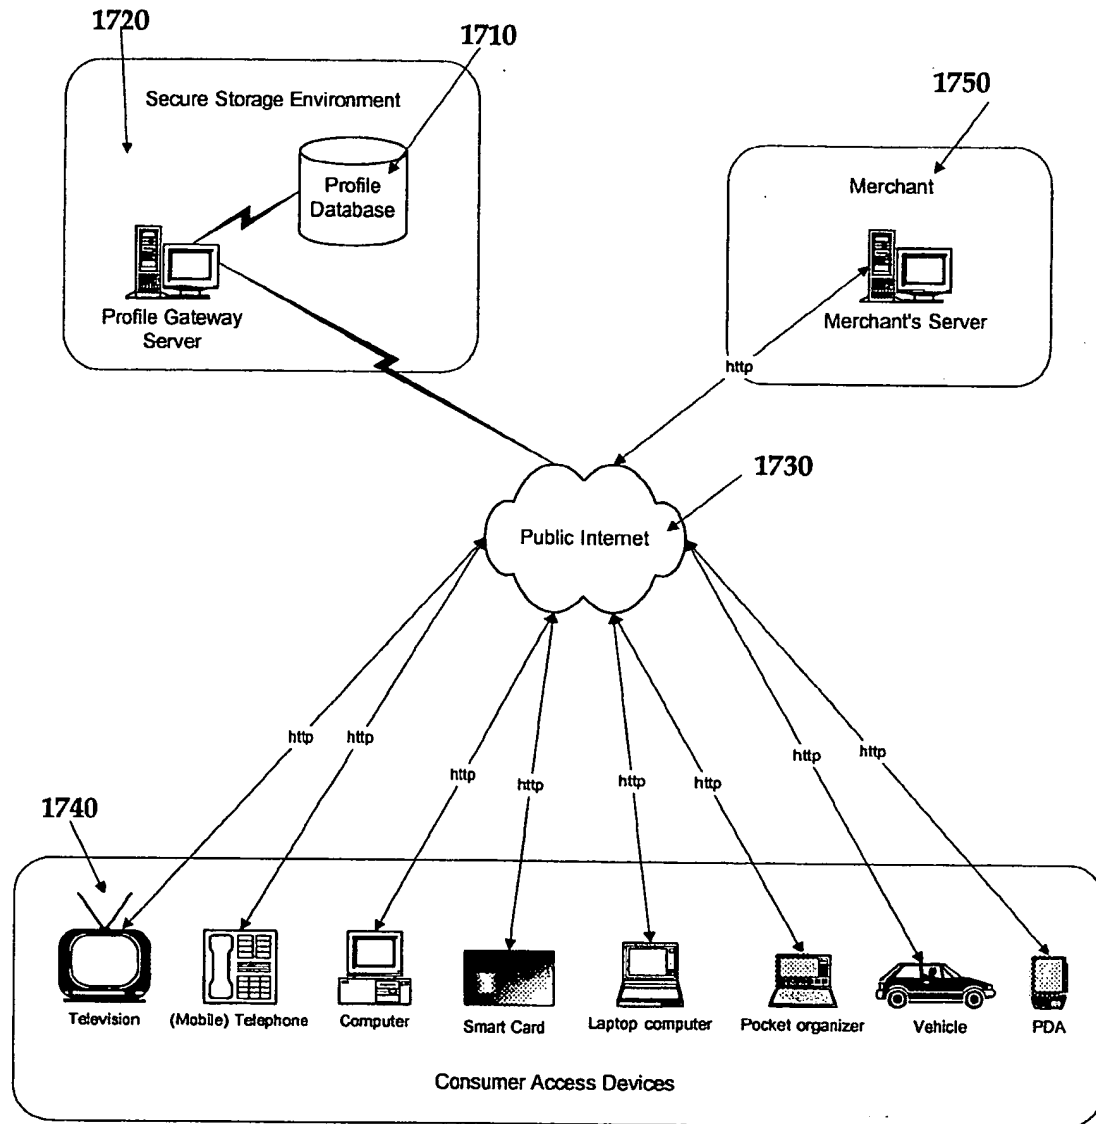 1720
1710
1750
Secure Storage Environment
Profile
Database
Profile Gateway
Server
Merchant
Merchant's Server
http
1730
Public Internet
http
http
http
http
http
http
http
http
1740
Television
(Mobile) Telephone
Computer
Smart Card
Laptop computer
Pocket organizer
Vehicle
PDA
Consumer Access Devices